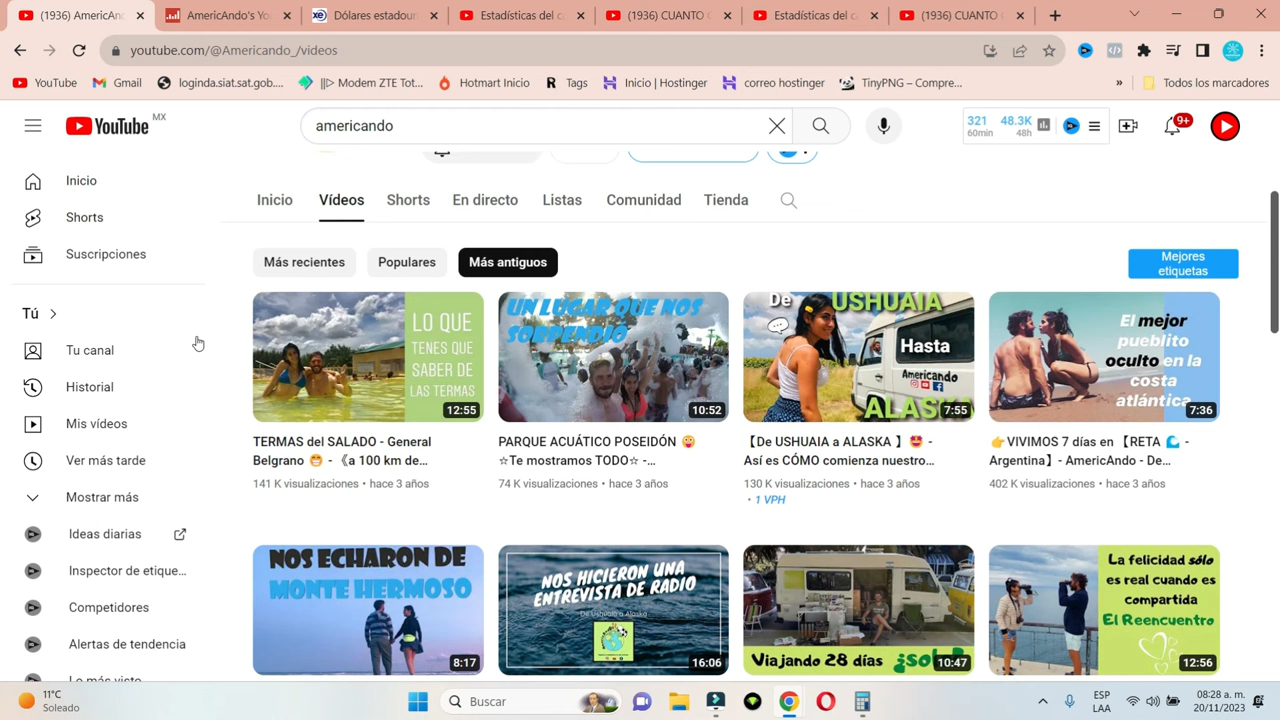 (1936) AmericAnd
AmericAndo's Yo
Dólares estadour
Estadísticas del c
(1936) CUANTO G
Estadísticas del c
(1936) CUANTO G
youtube.com/@Americando_/videos
YouTube
Gmail
loginda.siat.sat.gob....
||▷ Modem ZTE Tot...
Hotmart Inicio
Tags
Inicio | Hostinger
correo hostinger
TinyPNG – Compre...
»
Todos los marcadores
YouTube MX
americando
321 60min
48.3K 48h
9+
Inicio
Shorts
Suscripciones
Tú
Tu canal
Historial
Mis vídeos
Ver más tarde
Mostrar más
Ideas diarias
Inspector de etique...
Competidores
Alertas de tendencia
Lo más visto
Inicio
Vídeos
Shorts
En directo
Listas
Comunidad
Tienda
Más recientes
Populares
Más antiguos
Mejores
etiquetas
LO QUE
TENES QUE
SABER DE
LAS TERMAS
12:55
TERMAS del SALADO - General
Belgrano 😁 - 《a 100 km de...
141 K visualizaciones • hace 3 años
UN LUGAR QUE NOS
SORPENDIO
10:52
PARQUE ACUÁTICO POSEIDÓN 😜
☆Te mostramos TODO☆ -...
74 K visualizaciones • hace 3 años
De USHUAIA
Hasta
Americando
ALASKA
7:55
【De USHUAIA a ALASKA 】 🤩 -
Así es CÓMO comienza nuestro...
130 K visualizaciones • hace 3 años
• 1 VPH
El mejor
pueblito
oculto en la
costa
atlántica
7:36
👉VIVIMOS 7 días en 【RETA 🌊 -
Argentina】- AmericAndo - De...
402 K visualizaciones • hace 3 años
NOS ECHARON DE
MONTE HERMOSO
8:17
NOS HICIERON UNA
ENTREVISTA DE RADIO
De Ushuaia a Alaska
16:06
Viajando 28 días ¡solo
10:47
La felicidad sólo
es real cuando es
compartida
El Reencuentro
12:56
11°C
Soleado
Buscar
ESP
LAA
08:28 a. m.
20/11/2023